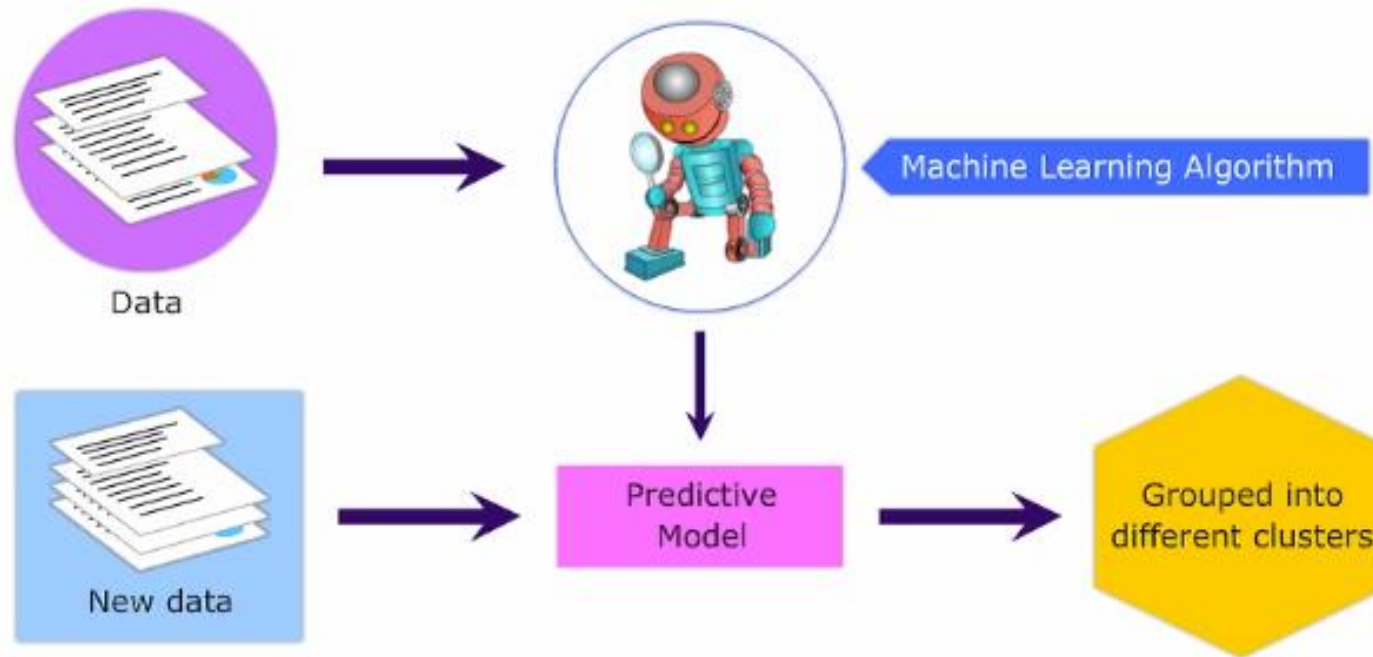 Machine Learning Algorithm
Data
Predictive
Model
Grouped into
different clusters
New data